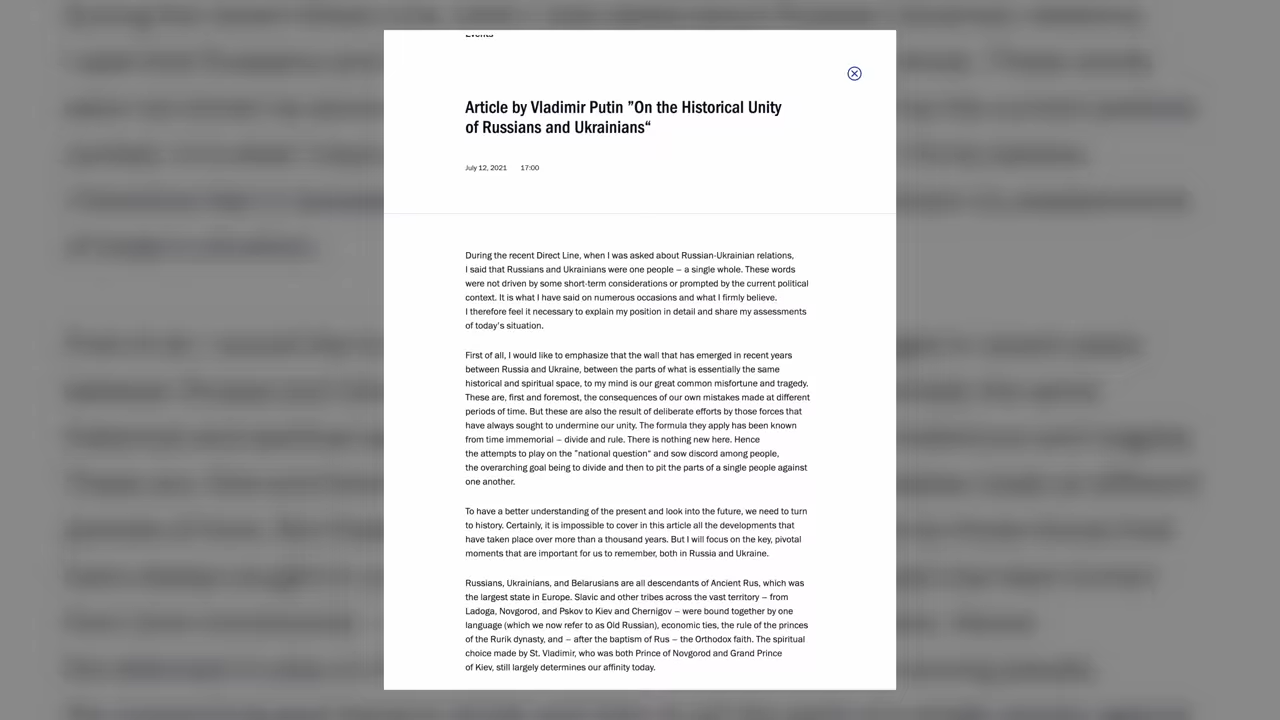 Events
Article by Vladimir Putin ”On the Historical Unity
of Russians and Ukrainians“
July 12, 2021 17:00
During the recent Direct Line, when I was asked about Russian-Ukrainian relations,
I said that Russians and Ukrainians were one people – a single whole. These words
were not driven by some short-term considerations or prompted by the current political
context. It is what I have said on numerous occasions and what I firmly believe.
I therefore feel it necessary to explain my position in detail and share my assessments
of today's situation.
First of all, I would like to emphasize that the wall that has emerged in recent years
between Russia and Ukraine, between the parts of what is essentially the same
historical and spiritual space, to my mind is our great common misfortune and tragedy.
These are, first and foremost, the consequences of our own mistakes made at different
periods of time. But these are also the result of deliberate efforts by those forces that
have always sought to undermine our unity. The formula they apply has been known
from time immemorial – divide and rule. There is nothing new here. Hence
the attempts to play on the ”national question“ and sow discord among people,
the overarching goal being to divide and then to pit the parts of a single people against
one another.
To have a better understanding of the present and look into the future, we need to turn
to history. Certainly, it is impossible to cover in this article all the developments that
have taken place over more than a thousand years. But I will focus on the key, pivotal
moments that are important for us to remember, both in Russia and Ukraine.
Russians, Ukrainians, and Belarusians are all descendants of Ancient Rus, which was
the largest state in Europe. Slavic and other tribes across the vast territory – from
Ladoga, Novgorod, and Pskov to Kiev and Chernigov – were bound together by one
language (which we now refer to as Old Russian), economic ties, the rule of the princes
of the Rurik dynasty, and – after the baptism of Rus – the Orthodox faith. The spiritual
choice made by St. Vladimir, who was both Prince of Novgorod and Grand Prince
of Kiev, still largely determines our affinity today.